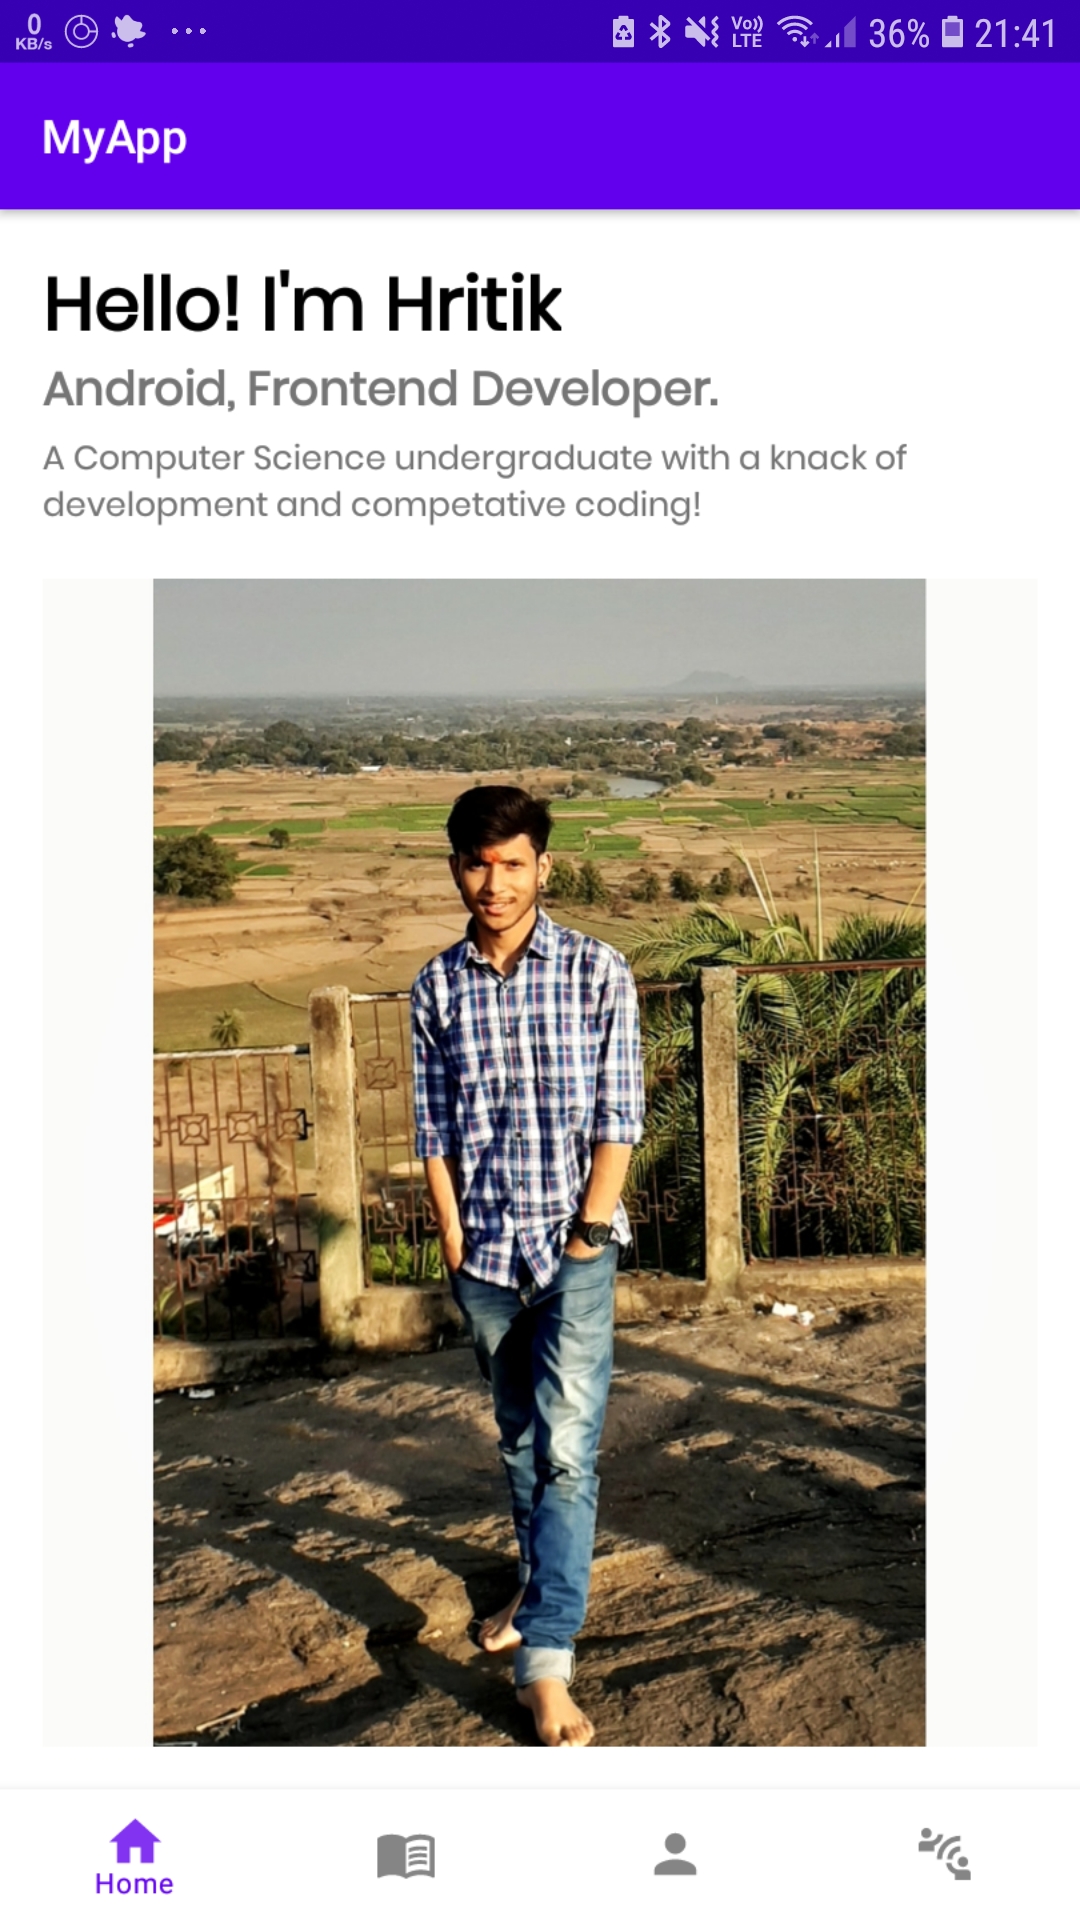 0
KB/s
Vo))
LTE
36%
21:41
MyApp
Hello! I'm Hritik
Android, Frontend Developer.
A Computer Science undergraduate with a knack of
development and competative coding!
Home